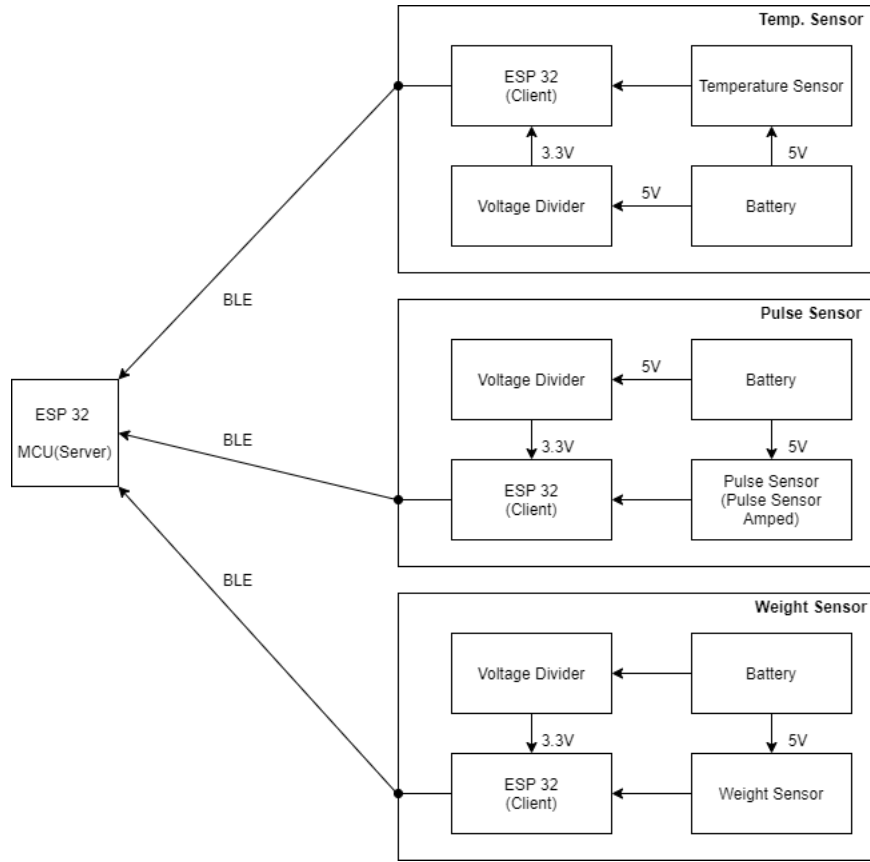 Temp. Sensor
ESP 32
(Client)
Temperature Sensor
3.3V
5V
Voltage Divider
5V
Battery
BLE
Pulse Sensor
Voltage Divider
5V
Battery
ESP 32
MCU(Server)
BLE
3.3V
5V
ESP 32
(Client)
Pulse Sensor
(Pulse Sensor
Amped)
BLE
Weight Sensor
Voltage Divider
Battery
3.3V
5V
ESP 32
(Client)
Weight Sensor